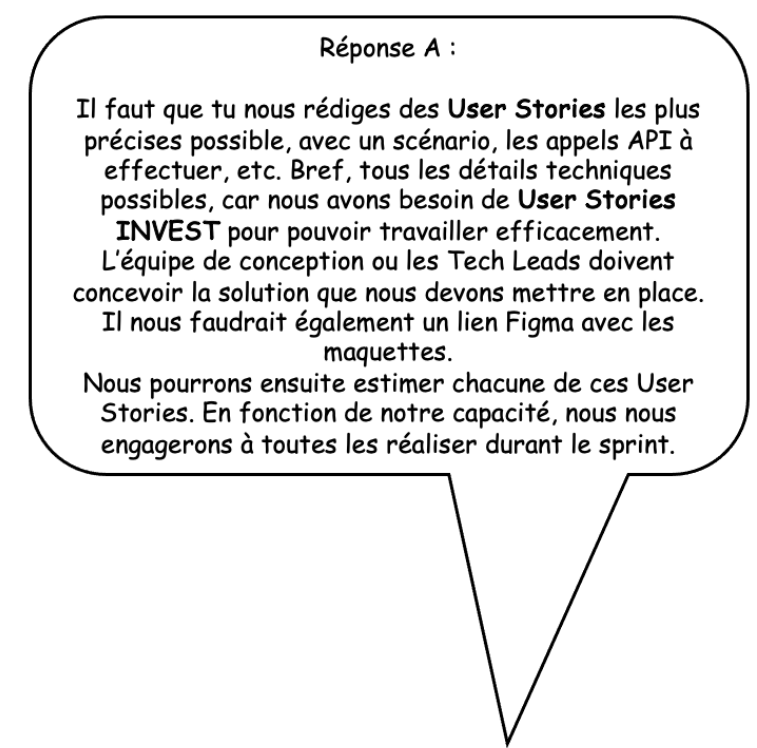 Réponse A :
Il faut que tu nous rédiges des User Stories les plus
précises possible, avec un scénario, les appels API à
effectuer, etc. Bref, tous les détails techniques
possibles, car nous avons besoin de User Stories
INVEST pour pouvoir travailler efficacement.
L'équipe de conception ou les Tech Leads doivent
concevoir la solution que nous devons mettre en place.
Il nous faudrait également un lien Figma avec les
maquettes.
Nous pourrons ensuite estimer chacune de ces User
Stories. En fonction de notre capacité, nous nous
engagerons à toutes les réaliser durant le sprint.